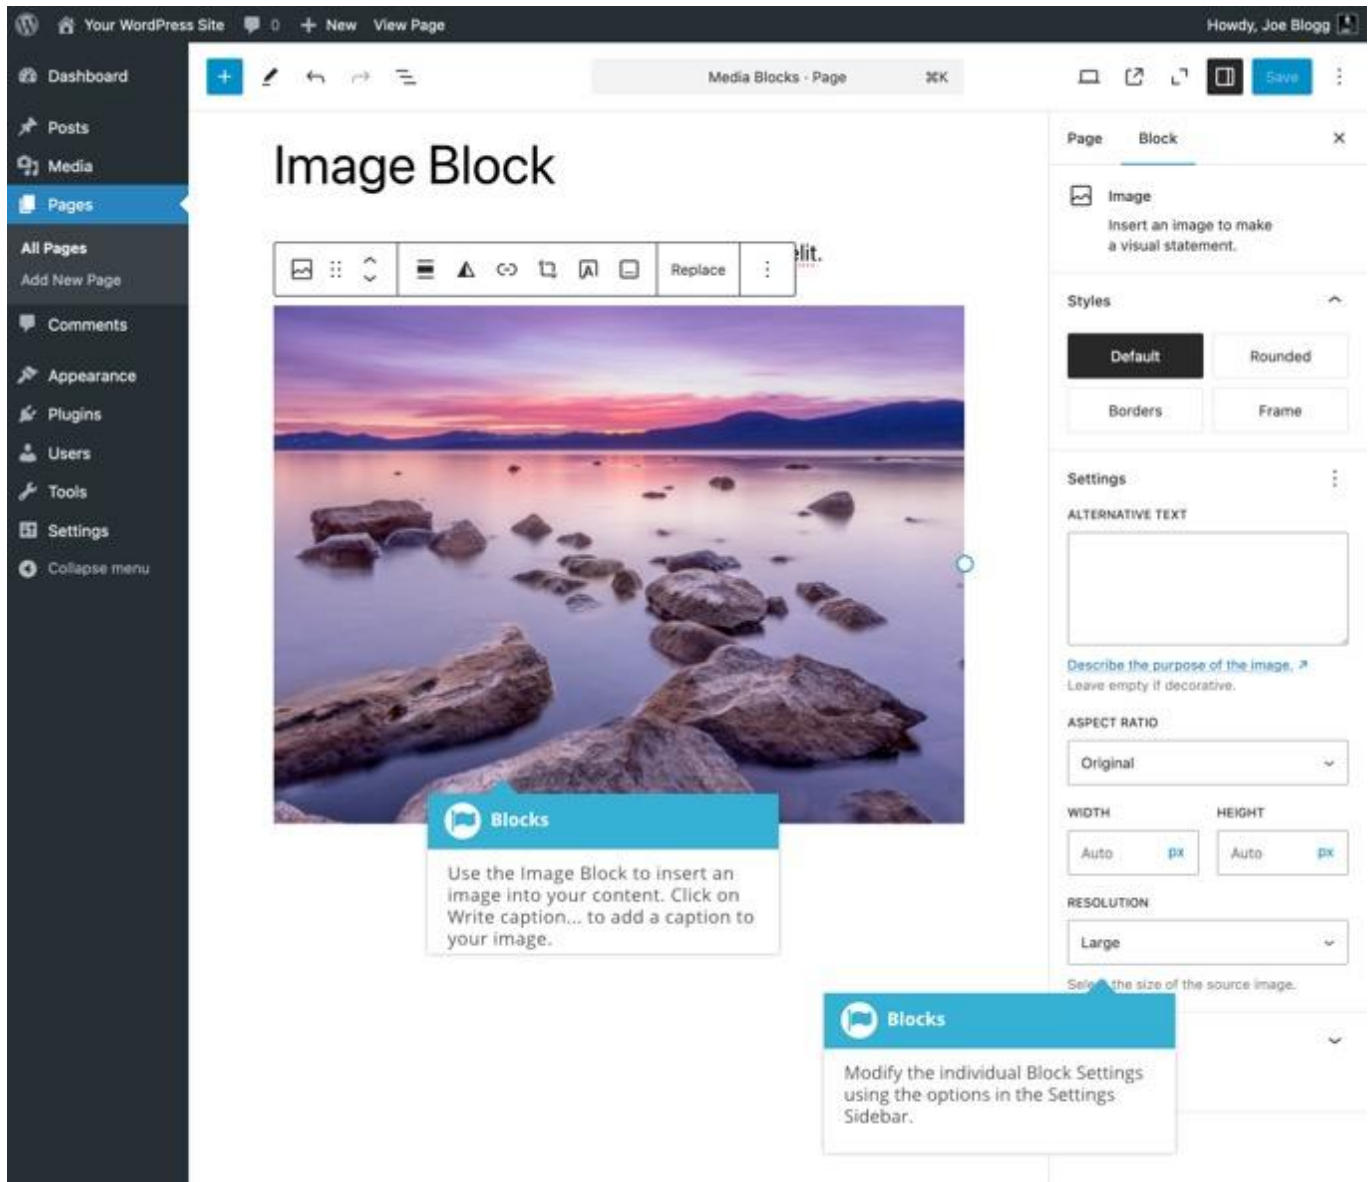 Your WordPress Site 0 New View Page Howdy, Joe Blogg
Dashboard
Posts
Media
Pages
All Pages
Add New Page
Comments
Appearance
Plugins
Users
Tools
Settings
Collapse menu
Media Blocks · Page ⌘K Save
Image Block
elit.
Replace
Page Block
Image
Insert an image to make
a visual statement.
Styles
Default Rounded
Borders Frame
Settings
ALTERNATIVE TEXT
Describe the purpose of the image.
Leave empty if decorative.
ASPECT RATIO
Original
WIDTH HEIGHT
Auto px Auto px
RESOLUTION
Large
Select the size of the source image.
Blocks
Use the Image Block to insert an
image into your content. Click on
Write caption... to add a caption to
your image.
Blocks
Modify the individual Block Settings
using the options in the Settings
Sidebar.